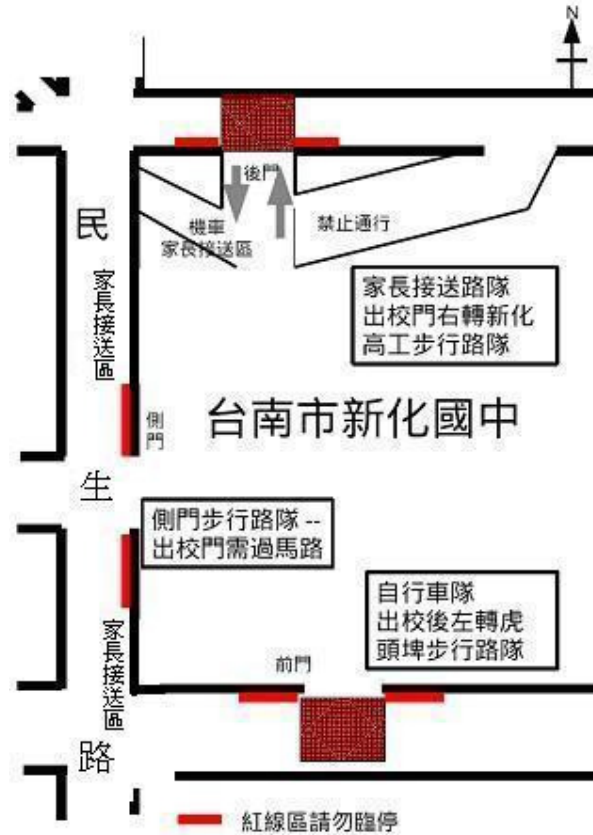 N
後門
機車
家長接送區
禁止通行
民生路
家長接送區
家長接送路隊
出校門右轉新化
高工步行路隊
側門
台南市新化國中
側門步行路隊 --
出校門需過馬路
自行車隊
出校後左轉虎
頭埤步行路隊
家長接送區
前門
紅線區請勿臨停